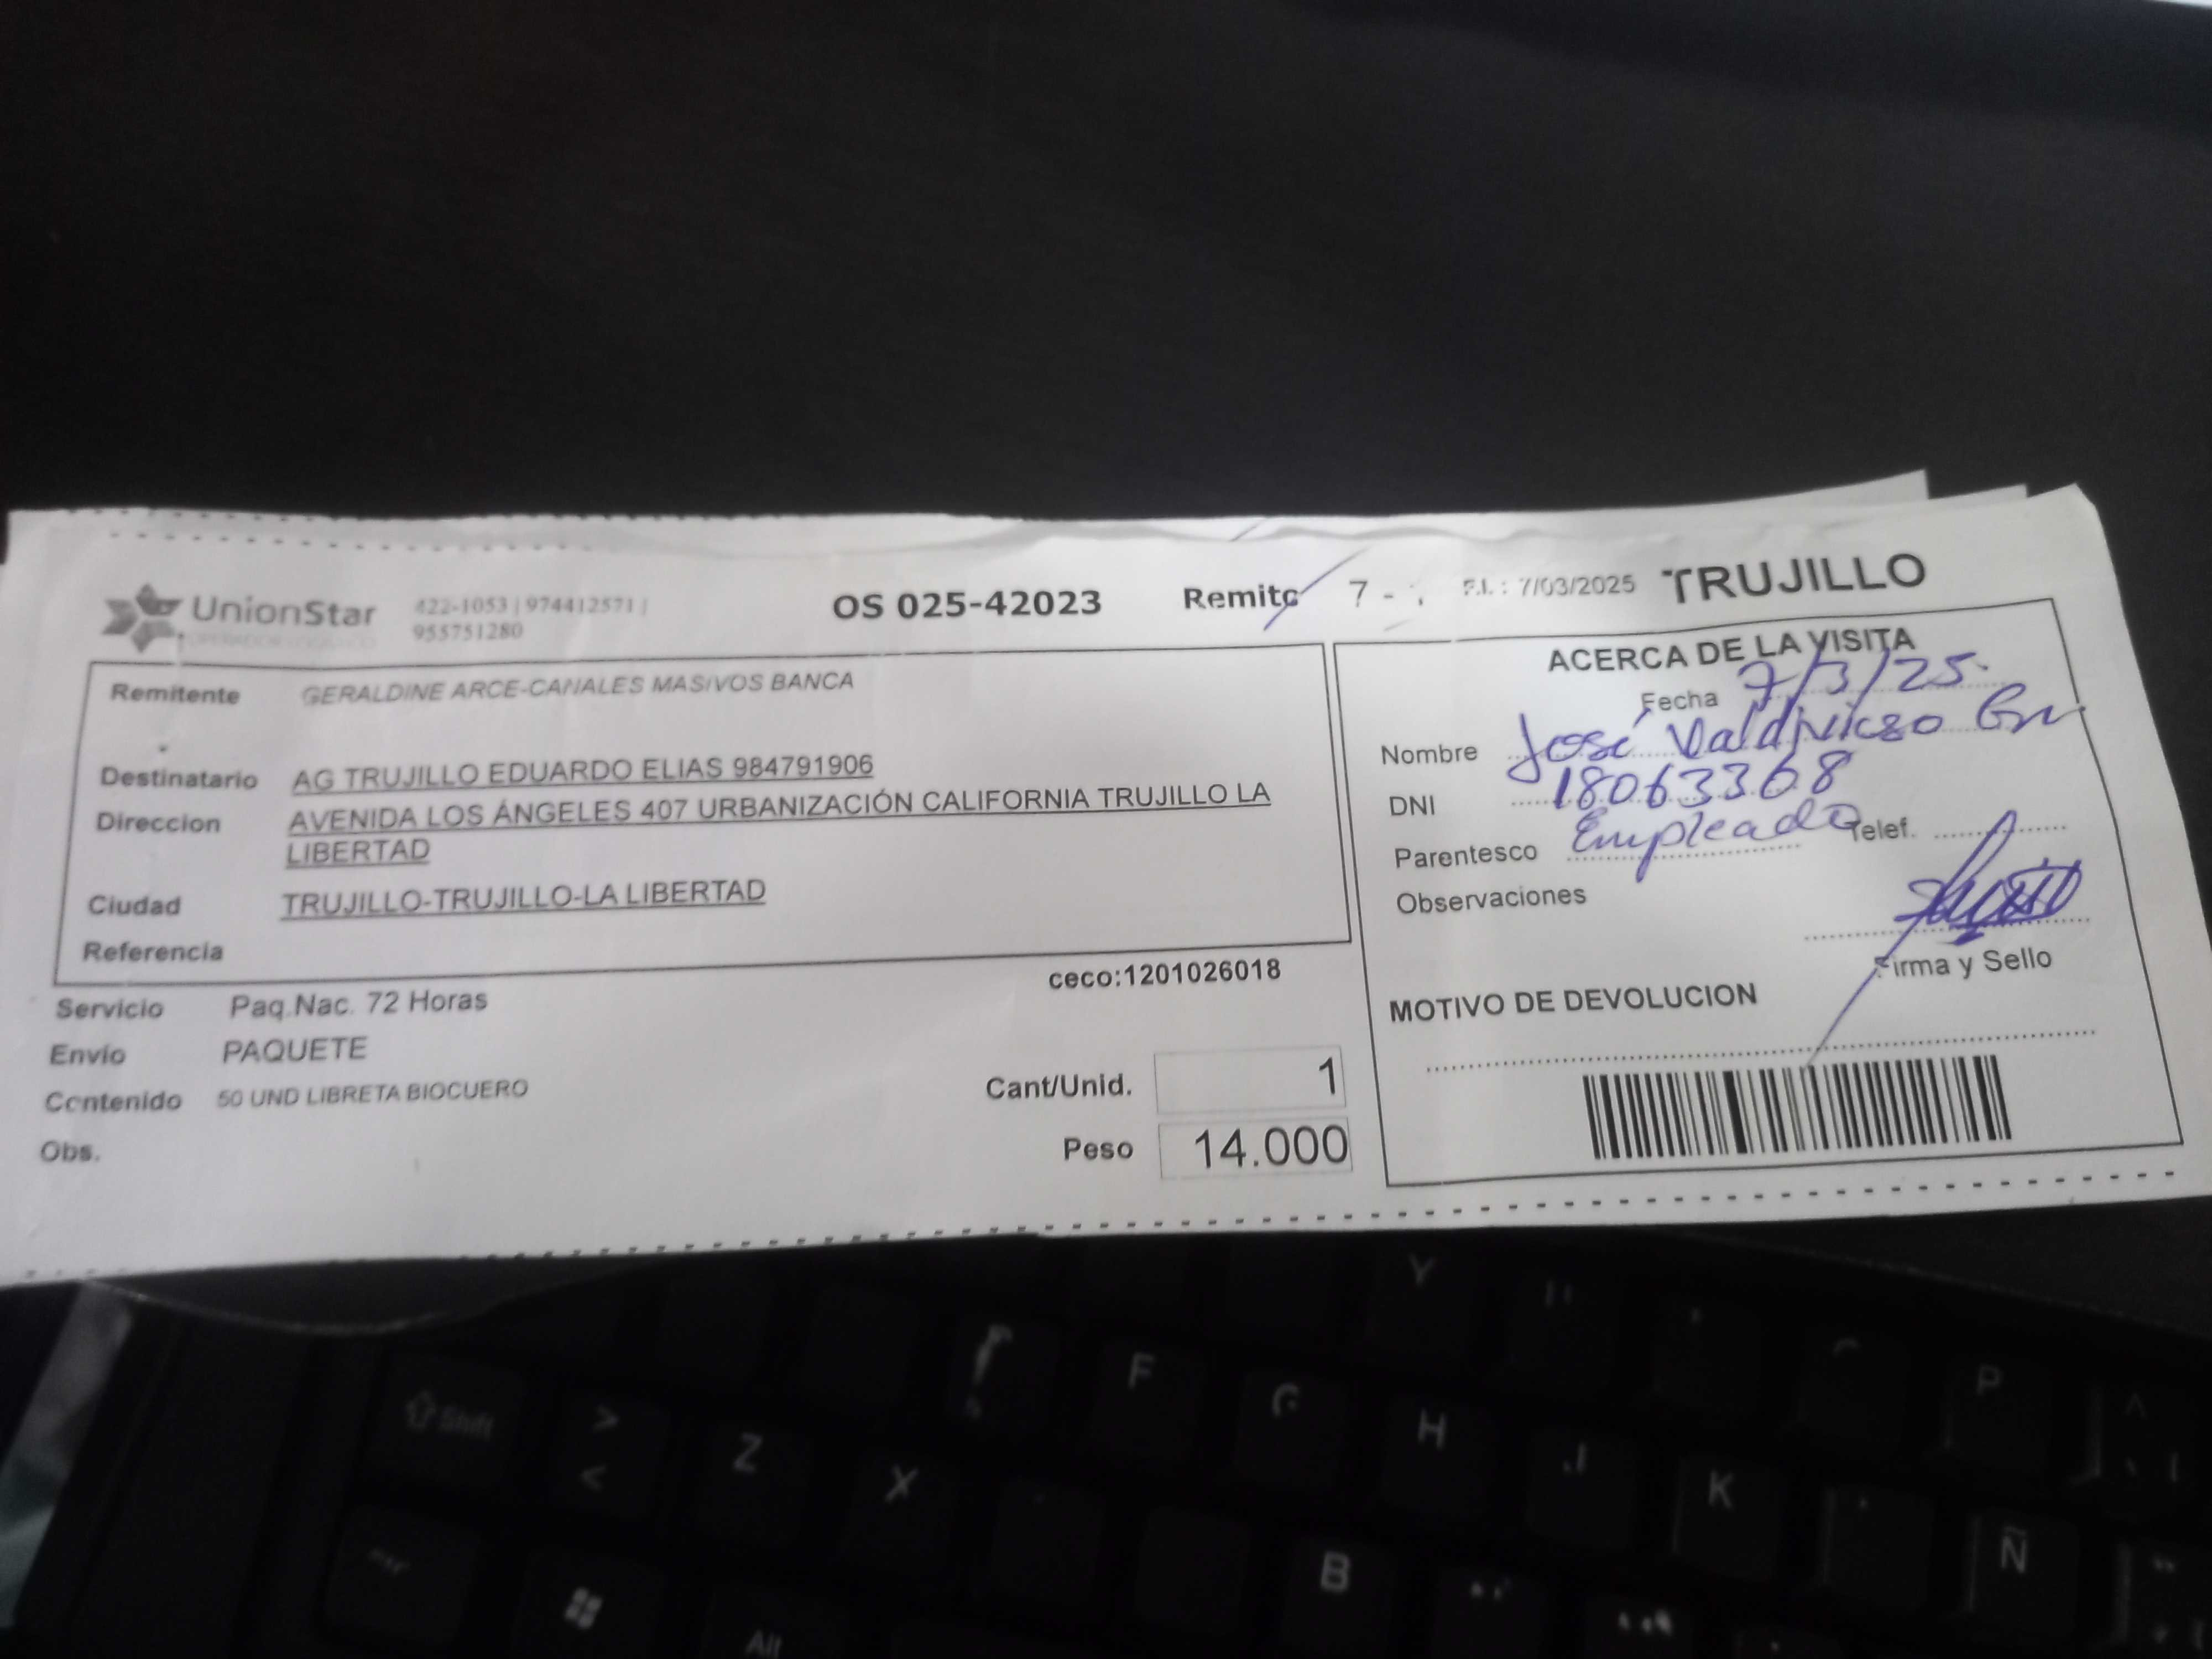 UnionStar
422-1053 | 974412571 |
955751280
OS 025-42023
Remito 7 -
F.I. : 7/03/2025
TRUJILLO
Remitente GERALDINE ARCE-CANALES MASIVOS BANCA
Destinatario AG TRUJILLO EDUARDO ELIAS 984791906
Direccion AVENIDA LOS ÁNGELES 407 URBANIZACIÓN CALIFORNIA TRUJILLO LA
LIBERTAD
Ciudad TRUJILLO-TRUJILLO-LA LIBERTAD
Referencia
ceco:1201026018
Servicio Paq.Nac. 72 Horas
Envio PAQUETE
Contenido 50 UND LIBRETA BIOCUERO
Obs.
Cant/Unid. 1
Peso 14.000
ACERCA DE LA VISITA
Fecha 7/3/25.
Nombre José Valdiviezo
DNI 18063368
Parentesco Empleado Telef.
Observaciones
Firma y Sello
MOTIVO DE DEVOLUCION
Y
F G H J K Ñ
P
Shift > < Z X B
Alt